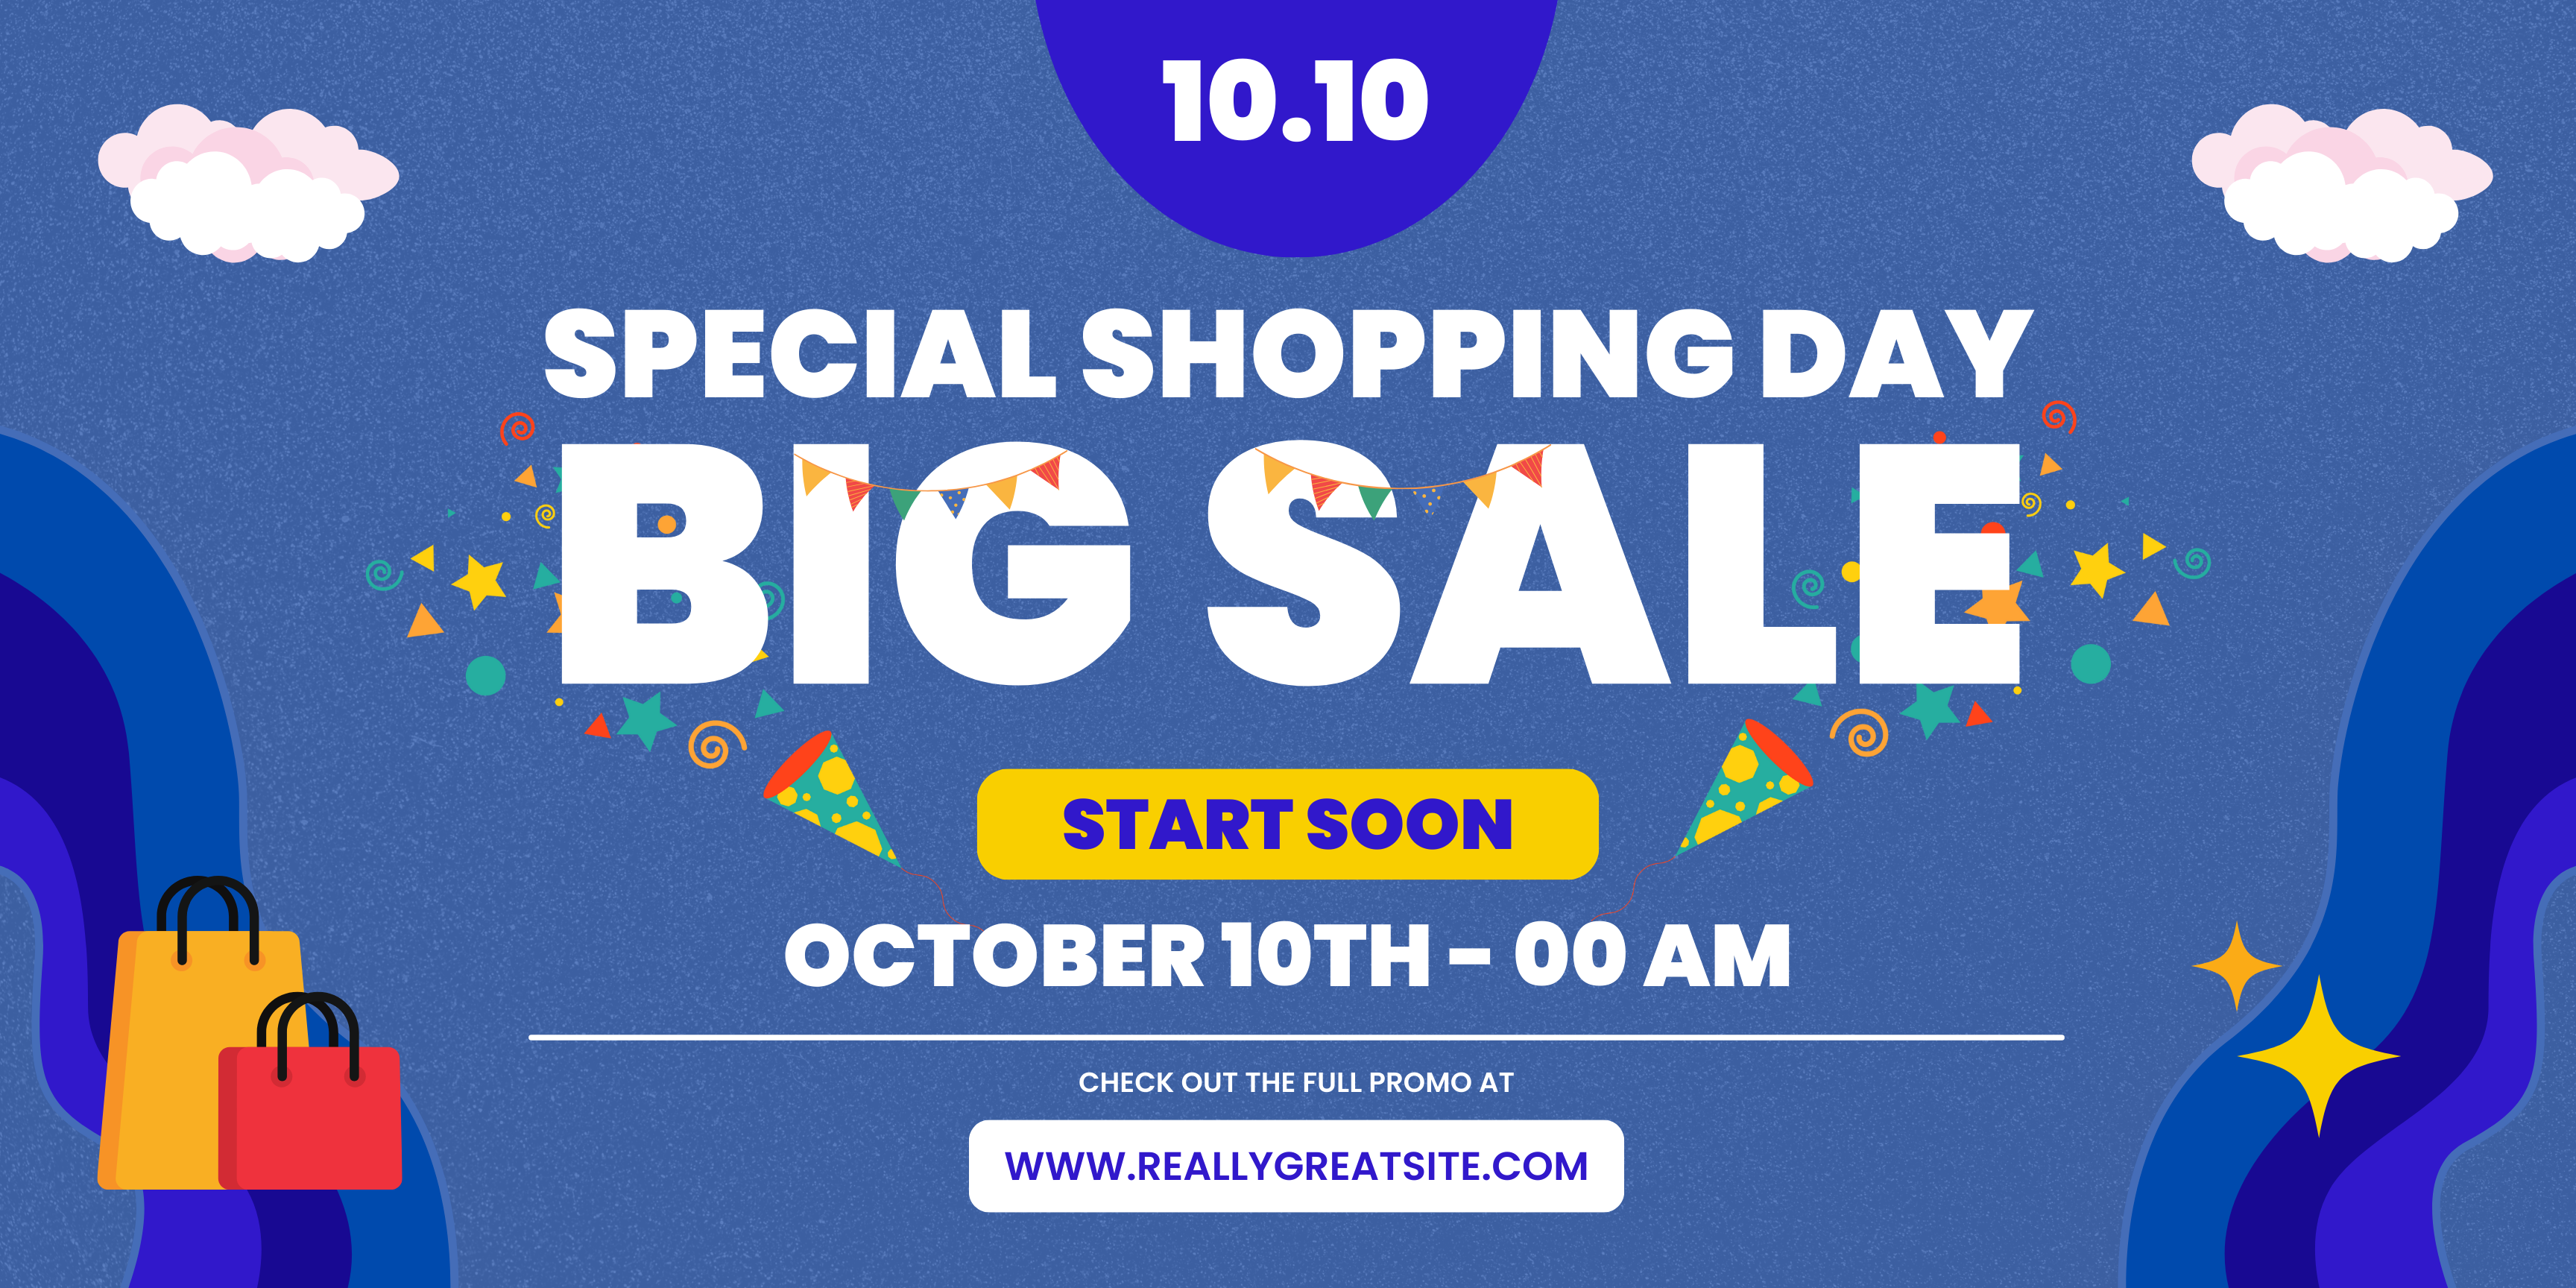 10.10
SPECIAL SHOPPING DAY
BIG SALE
START SOON
OCTOBER 10TH - 00 AM
CHECK OUT THE FULL PROMO AT
WWW.REALLYGREATSITE.COM